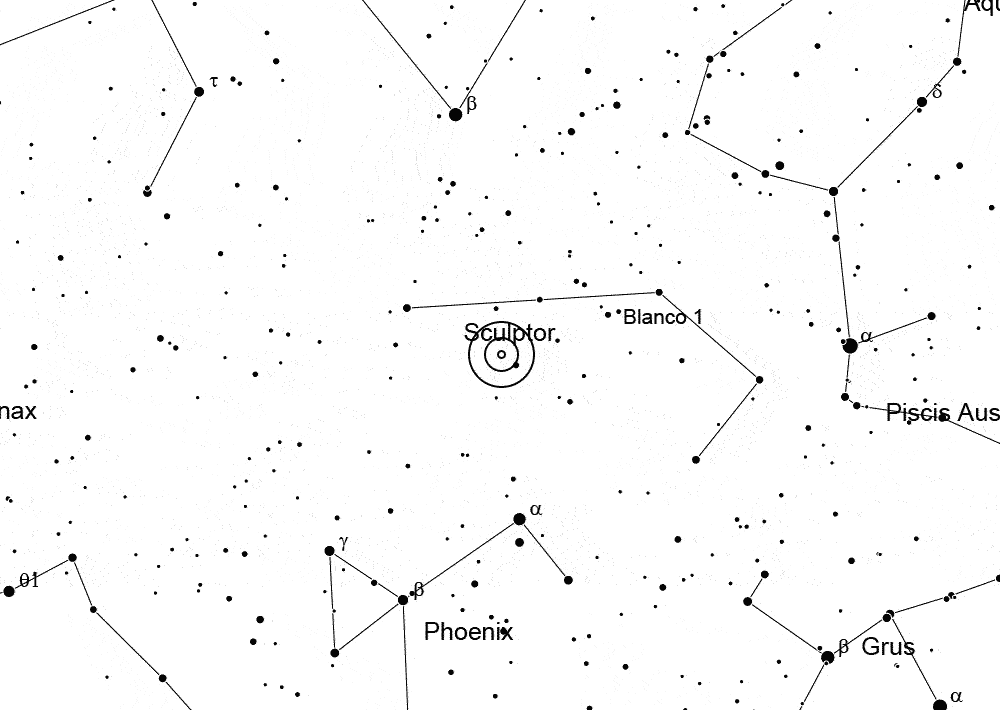 Aqu
τ
β
δ
Blanco 1
Sculptor
α
nax
Piscis Aus
α
γ
θ1
β
Phoenix
β
Grus
α